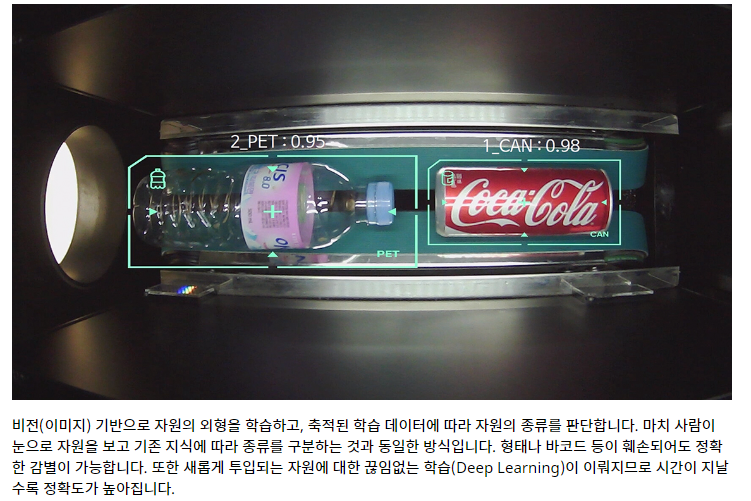 2_PET : 0.95
1_CAN : 0.98
8.0
Coca-Cola
CAN
PET
비전(이미지) 기반으로 자원의 외형을 학습하고, 축적된 학습 데이터에 따라 자원의 종류를 판단합니다. 마치 사람이
눈으로 자원을 보고 기존 지식에 따라 종류를 구분하는 것과 동일한 방식입니다. 형태나 바코드 등이 훼손되어도 정확
한 감별이 가능합니다. 또한 새롭게 투입되는 자원에 대한 끊임없는 학습(Deep Learning)이 이뤄지므로 시간이 지날
수록 정확도가 높아집니다.